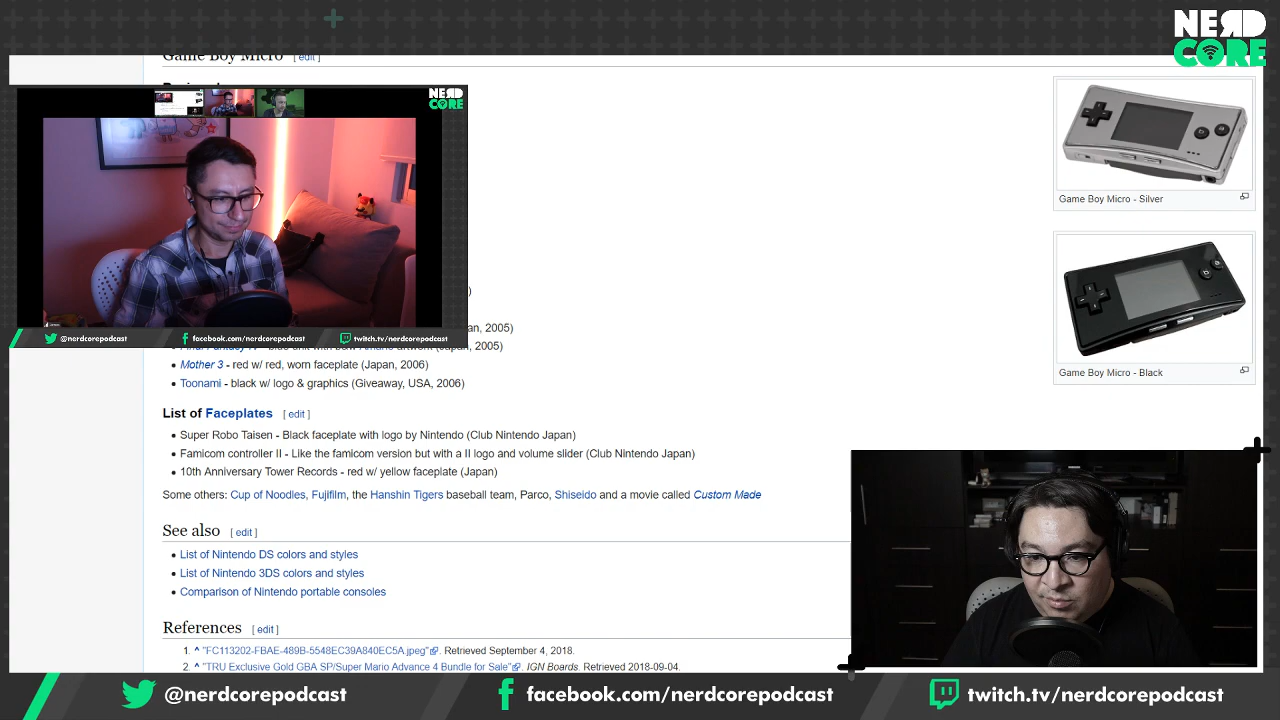 NERD
CORE
Game Boy Micro [ edit ]
NERD
CORE
Game Boy Micro - Silver
an, 2005)
(Japan, 2005)
Mother 3 - red w/ red, worn faceplate (Japan, 2006)
Toonami - black w/ logo & graphics (Giveaway, USA, 2006)
Game Boy Micro - Black
@nerdcorepodcast
facebook.com/nerdcorepodcast
twitch.tv/nerdcorepodcast
List of Faceplates [ edit ]
Super Robo Taisen - Black faceplate with logo by Nintendo (Club Nintendo Japan)
Famicom controller II - Like the famicom version but with a II logo and volume slider (Club Nintendo Japan)
10th Anniversary Tower Records - red w/ yellow faceplate (Japan)
Some others: Cup of Noodles, Fujifilm, the Hanshin Tigers baseball team, Parco, Shiseido and a movie called Custom Made
See also [ edit ]
List of Nintendo DS colors and styles
List of Nintendo 3DS colors and styles
Comparison of Nintendo portable consoles
References [ edit ]
1. ^ "FC113202-FBAE-489B-5548EC39A840EC5A.jpeg". Retrieved September 4, 2018.
2. ^ "TRU Exclusive Gold GBA SP/Super Mario Advance 4 Bundle for Sale". IGN Boards. Retrieved 2018-09-04.
@nerdcorepodcast
facebook.com/nerdcorepodcast
twitch.tv/nerdcorepodcast